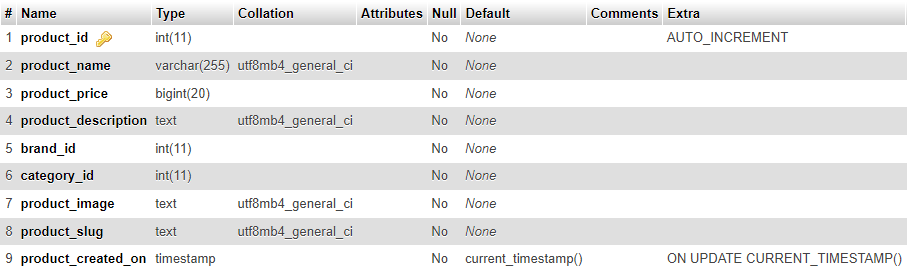 # Name Type Collation Attributes Null Default Comments Extra
1 product_id int(11) No None AUTO_INCREMENT
2 product_name varchar(255) utf8mb4_general_ci No None
3 product_price bigint(20) No None
4 product_description text utf8mb4_general_ci No None
5 brand_id int(11) No None
6 category_id int(11) No None
7 product_image text utf8mb4_general_ci No None
8 product_slug text utf8mb4_general_ci No None
9 product_created_on timestamp No current_timestamp() ON UPDATE CURRENT_TIMESTAMP()